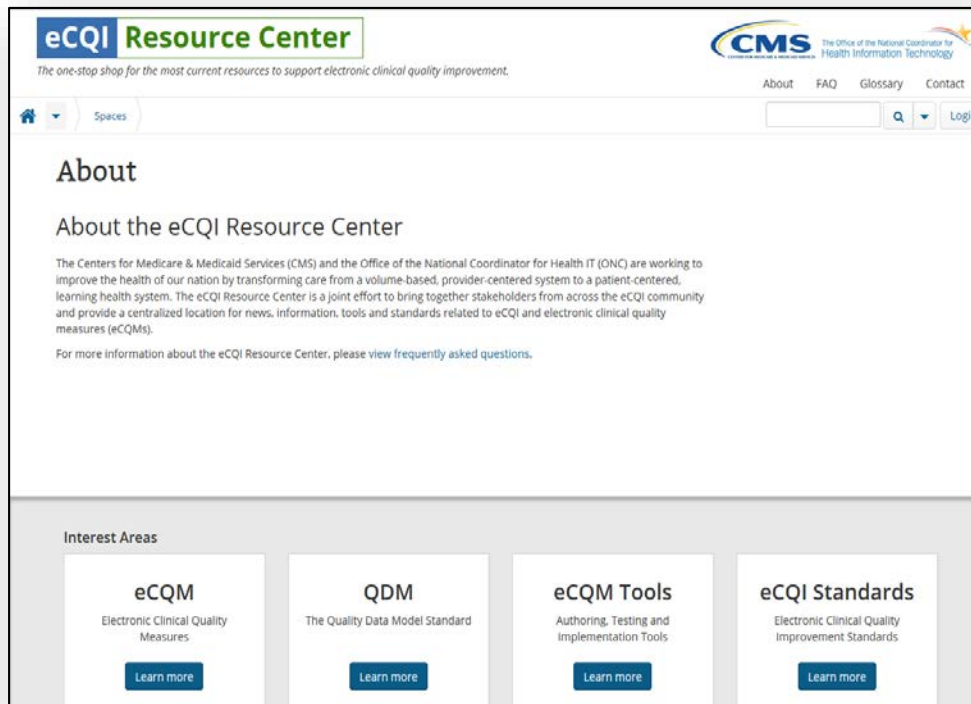 eCQI Resource Center
The one-stop shop for the most current resources to support electronic clinical quality improvement.
CMS
CENTERS FOR MEDICARE & MEDICAID SERVICES
The Office of the National Coordinator for
Health Information Technology
About FAQ Glossary Contact
Spaces
Logi
About
About the eCQI Resource Center
The Centers for Medicare & Medicaid Services (CMS) and the Office of the National Coordinator for Health IT (ONC) are working to
improve the health of our nation by transforming care from a volume-based, provider-centered system to a patient-centered,
learning health system. The eCQI Resource Center is a joint effort to bring together stakeholders from across the eCQI community
and provide a centralized location for news, information, tools and standards related to eCQI and electronic clinical quality
measures (eCQMs).
For more information about the eCQI Resource Center, please view frequently asked questions.
Interest Areas
eCQM
Electronic Clinical Quality
Measures
Learn more
QDM
The Quality Data Model Standard
Learn more
eCQM Tools
Authoring, Testing and
Implementation Tools
Learn more
eCQI Standards
Electronic Clinical Quality
Improvement Standards
Learn more